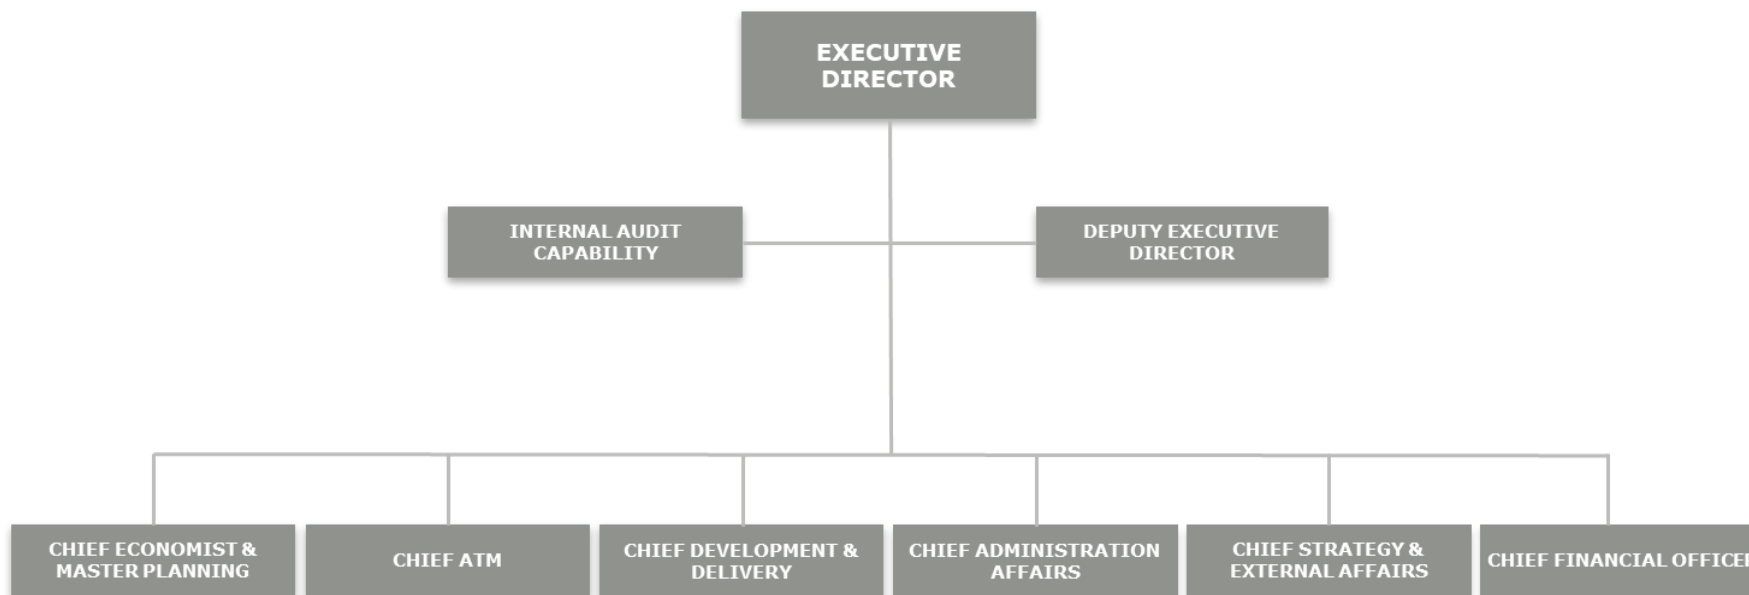 EXECUTIVE
DIRECTOR
INTERNAL AUDIT
CAPABILITY
DEPUTY EXECUTIVE
DIRECTOR
CHIEF ECONOMIST &
MASTER PLANNING
CHIEF ATM
CHIEF DEVELOPMENT &
DELIVERY
CHIEF ADMINISTRATION
AFFAIRS
CHIEF STRATEGY &
EXTERNAL AFFAIRS
CHIEF FINANCIAL OFFICER